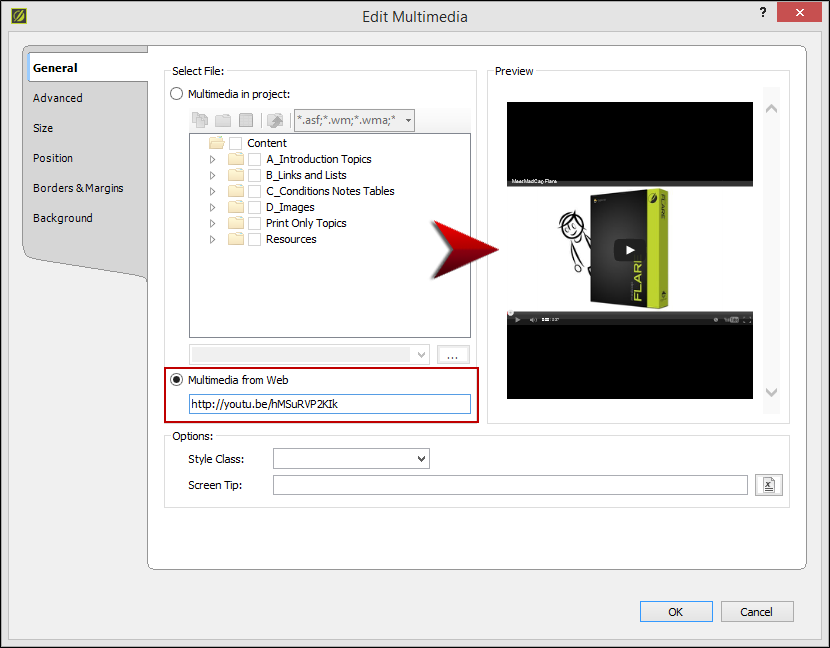 Edit Multimedia
?
General
Advanced
Size
Position
Borders & Margins
Background
Select File:
Multimedia in project:
*.asf;*.wm;*.wma;*
Content
A_Introduction Topics
B_Links and Lists
C_Conditions Notes Tables
D_Images
Print Only Topics
Resources
...
Multimedia from Web
http://youtu.be/hMSuRVP2KIk
Preview
MeetMadCap Flare
FLARE
FLARE
Options:
Style Class:
Screen Tip:
OK
Cancel